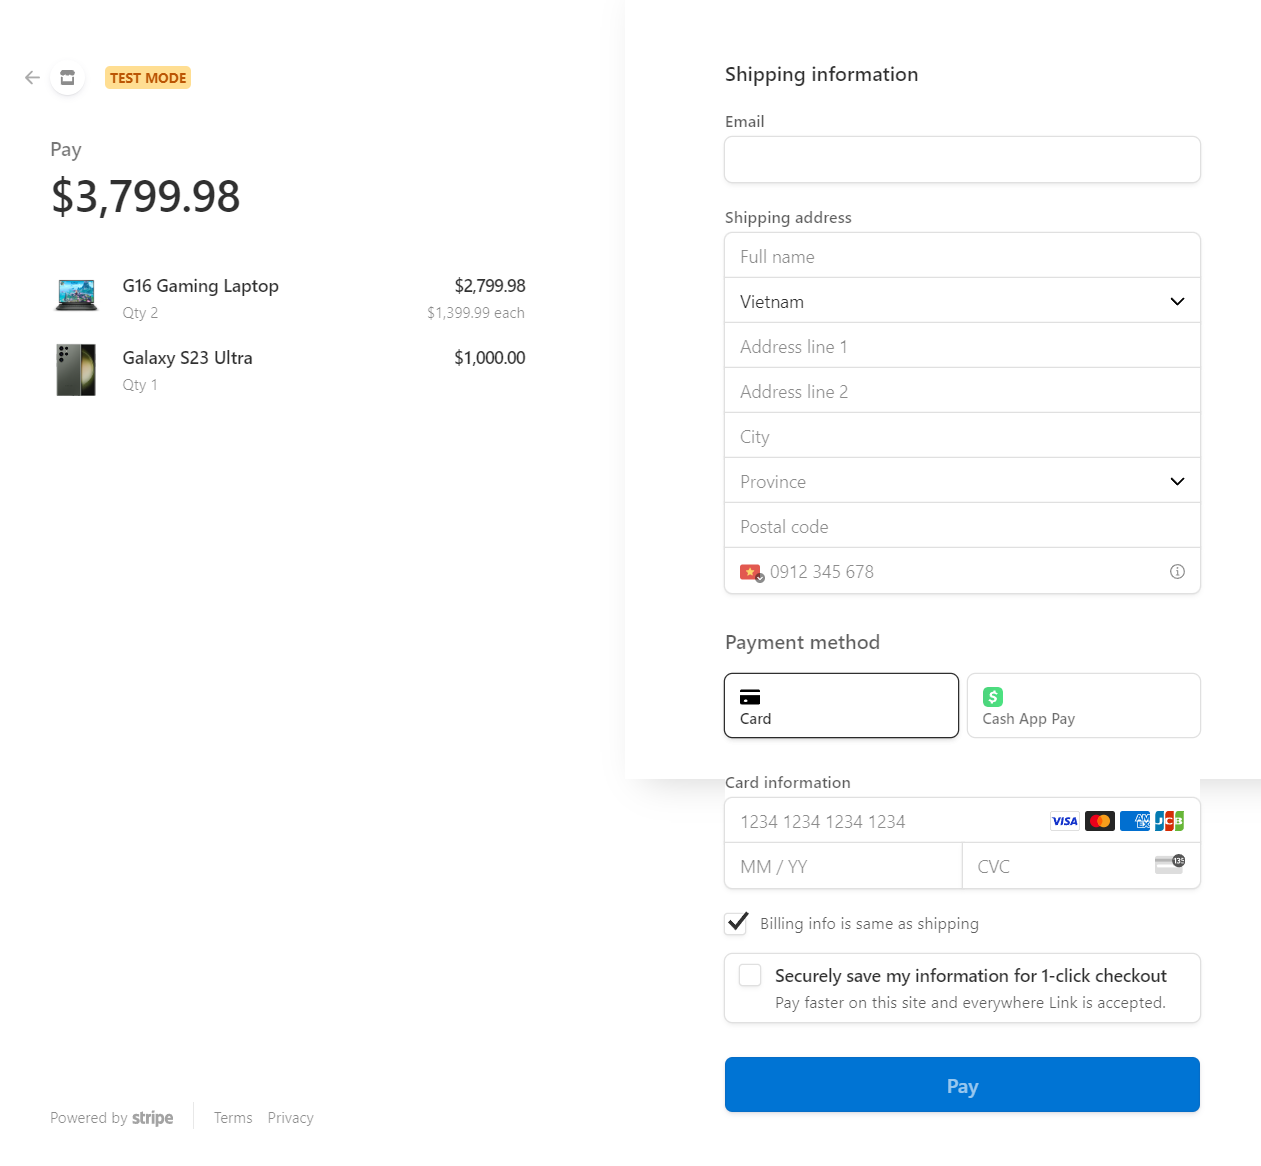 TEST MODE
Pay
$3,799.98
G16 Gaming Laptop $2,799.98
Qty 2 $1,399.99 each
Galaxy S23 Ultra $1,000.00
Qty 1
Powered by stripe Terms Privacy
Shipping information
Email
Shipping address
Full name
Vietnam
Address line 1
Address line 2
City
Province
Postal code
0912 345 678
Payment method
Card
Cash App Pay
Card information
1234 1234 1234 1234 VISA AMEX JCB
MM / YY CVC 135
Billing info is same as shipping
Securely save my information for 1-click checkout
Pay faster on this site and everywhere Link is accepted.
Pay